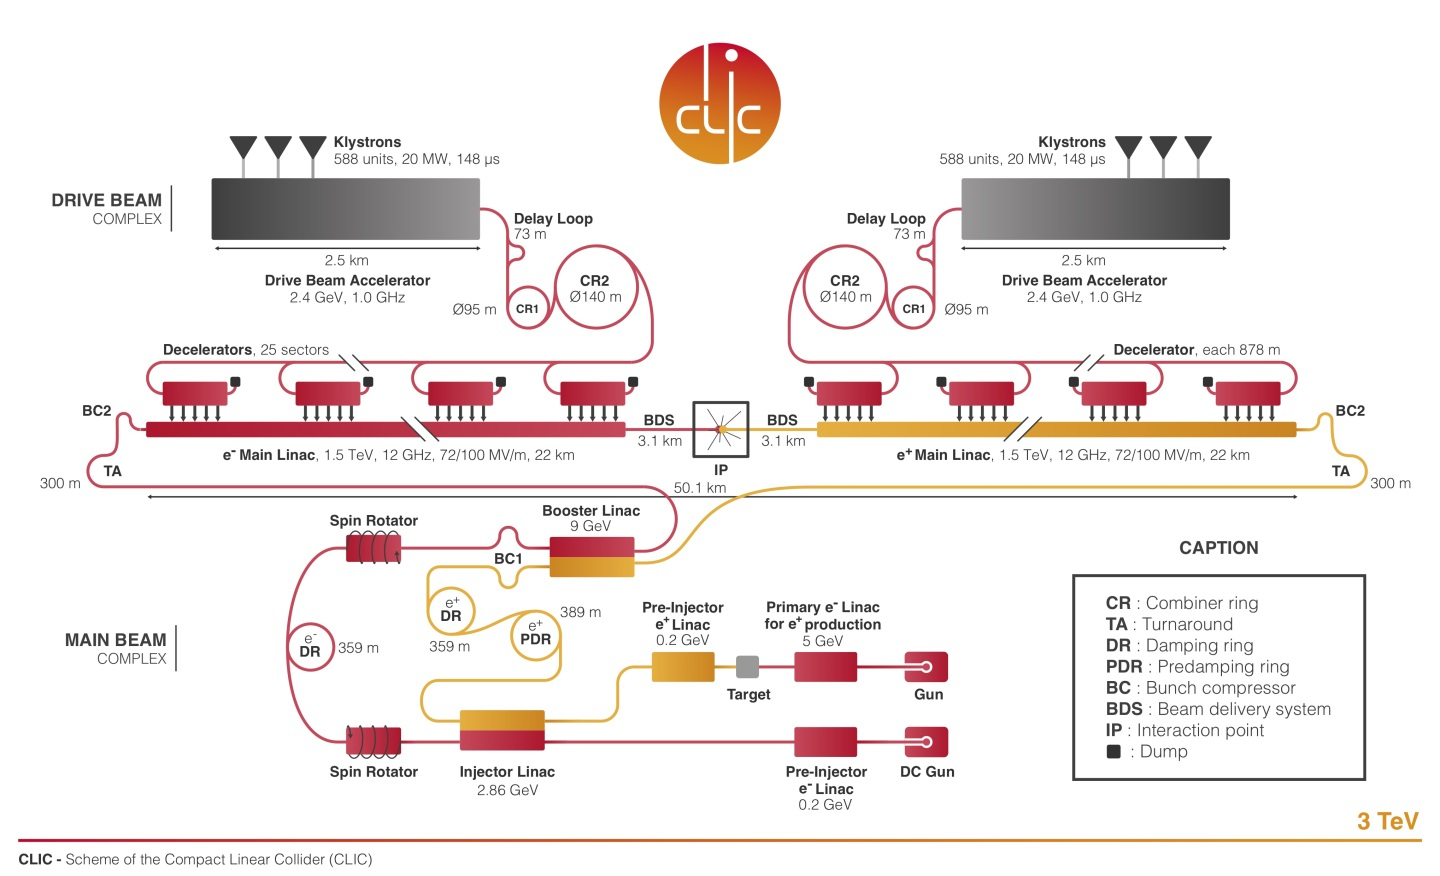 clic
Klystrons
588 units, 20 MW, 148 µs
Klystrons
588 units, 20 MW, 148 µs
DRIVE BEAM
COMPLEX
Delay Loop
73 m
Delay Loop
73 m
2.5 km
Drive Beam Accelerator
2.4 GeV, 1.0 GHz
2.5 km
Drive Beam Accelerator
2.4 GeV, 1.0 GHz
CR2
Ø140 m
CR1
Ø95 m
CR2
Ø140 m
CR1
Ø95 m
Decelerators, 25 sectors
Decelerator, each 878 m
BC2
BDS
3.1 km
BDS
3.1 km
BC2
e- Main Linac, 1.5 TeV, 12 GHz, 72/100 MV/m, 22 km
IP
e+ Main Linac, 1.5 TeV, 12 GHz, 72/100 MV/m, 22 km
TA
300 m
TA
300 m
50.1 km
Spin Rotator
Booster Linac
9 GeV
BC1
CAPTION
CR : Combiner ring
TA : Turnaround
DR : Damping ring
PDR : Predamping ring
BC : Bunch compressor
BDS : Beam delivery system
IP : Interaction point
: Dump
MAIN BEAM
COMPLEX
e-
DR
359 m
e+
DR
359 m
e+
PDR
389 m
Pre-Injector
e+ Linac
0.2 GeV
Primary e- Linac
for e+ production
5 GeV
Target
Gun
Spin Rotator
Injector Linac
2.86 GeV
Pre-Injector
e- Linac
0.2 GeV
DC Gun
3 TeV
CLIC - Scheme of the Compact Linear Collider (CLIC)